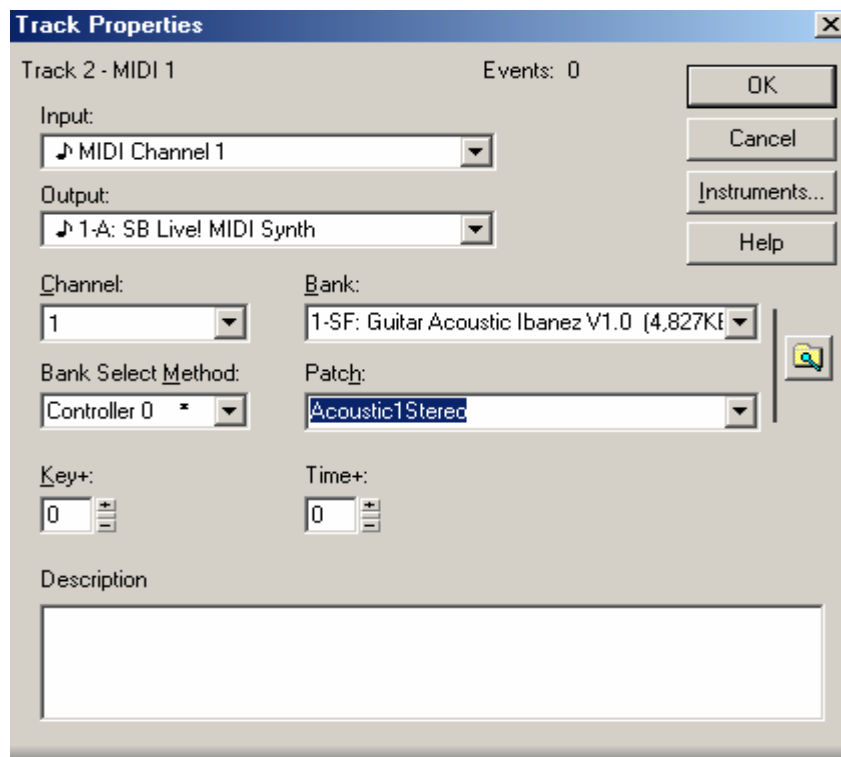 Track Properties
Track 2 - MIDI 1
Events: 0
OK
Input:
♪ MIDI Channel 1
Cancel
Output:
Instruments...
♪ 1-A: SB Live! MIDI Synth
Help
Channel:
Bank:
1
1-SF: Guitar Acoustic Ibanez V1.0 (4,827KB
Bank Select Method:
Patch:
Controller 0 *
Acoustic1Stereo
Key+:
Time+:
0
0
Description